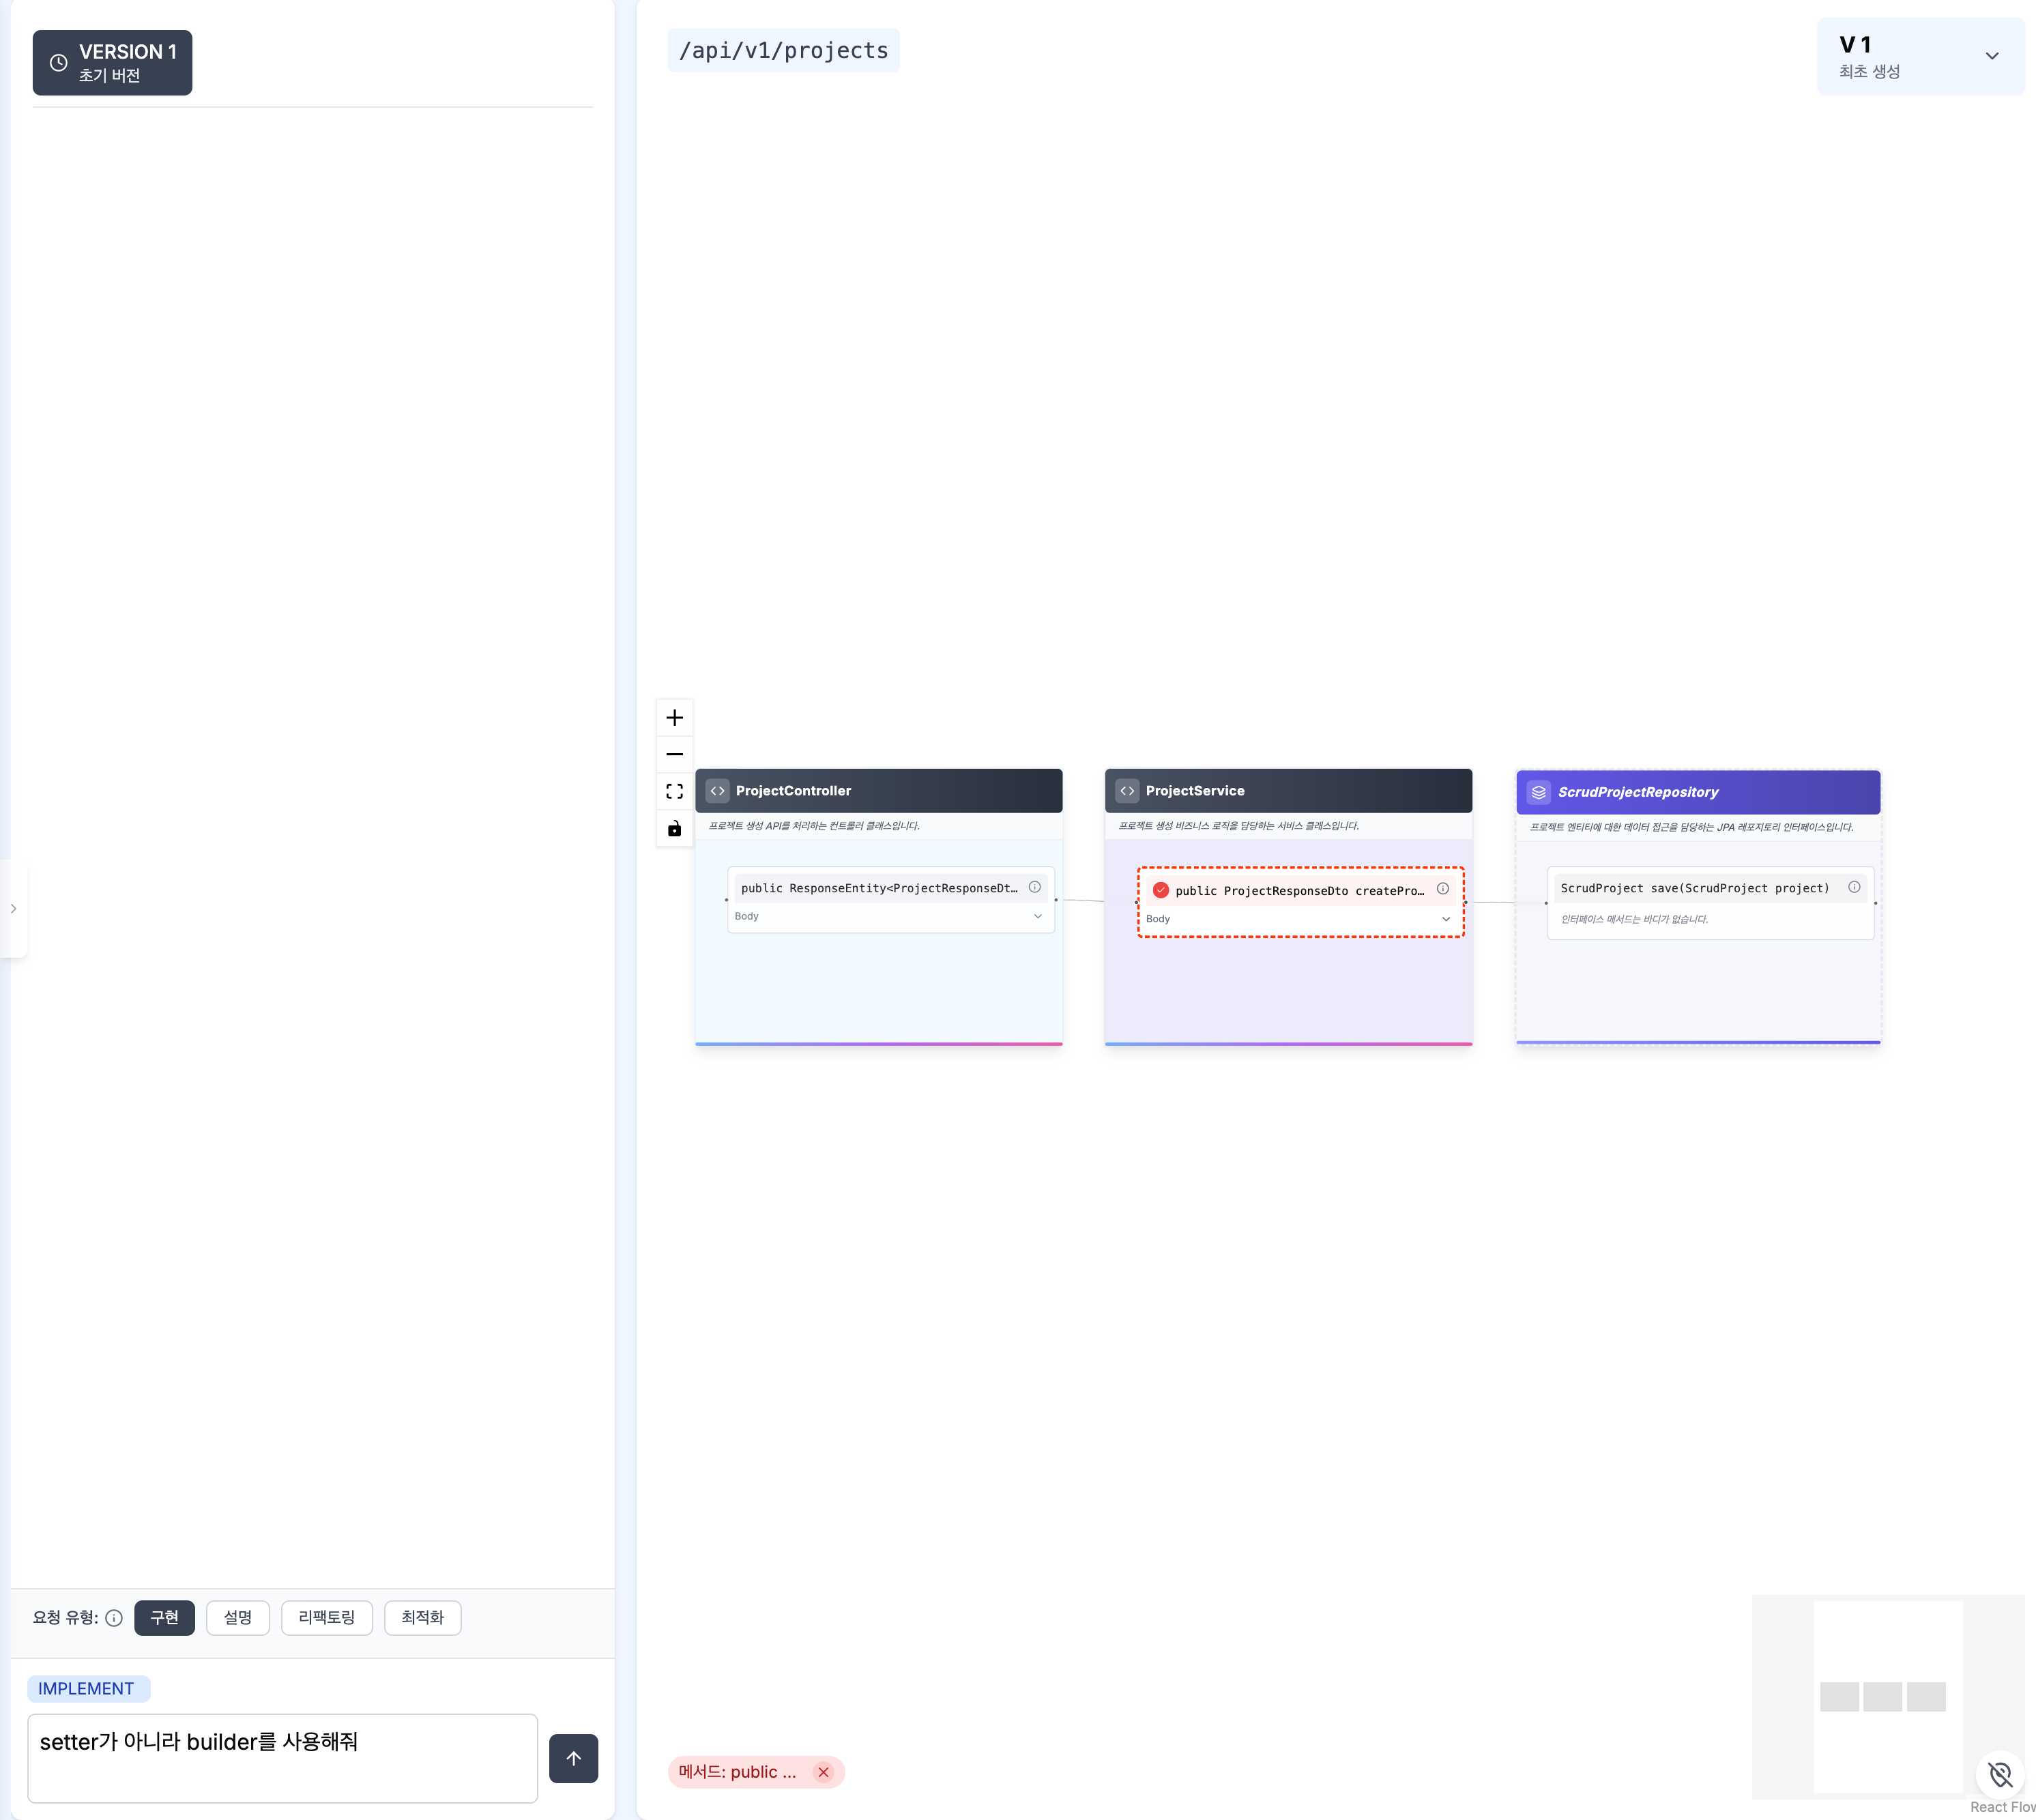 VERSION 1
초기 버전
/api/v1/projects
V 1
최초 생성
ProjectController
프로젝트 생성 API를 처리하는 컨트롤러 클래스입니다.
public ResponseEntity<ProjectResponseDt…
Body
ProjectService
프로젝트 생성 비즈니스 로직을 담당하는 서비스 클래스입니다.
public ProjectResponseDto createPro…
Body
ScrudProjectRepository
프로젝트 엔티티에 대한 데이터 접근을 담당하는 JPA 레포지토리 인터페이스입니다.
ScrudProject save(ScrudProject project)
인터페이스 메서드는 바디가 없습니다.
요청 유형: 구현 설명 리팩토링 최적화
IMPLEMENT
setter가 아니라 builder를 사용해줘
메서드: public ...
React Flow